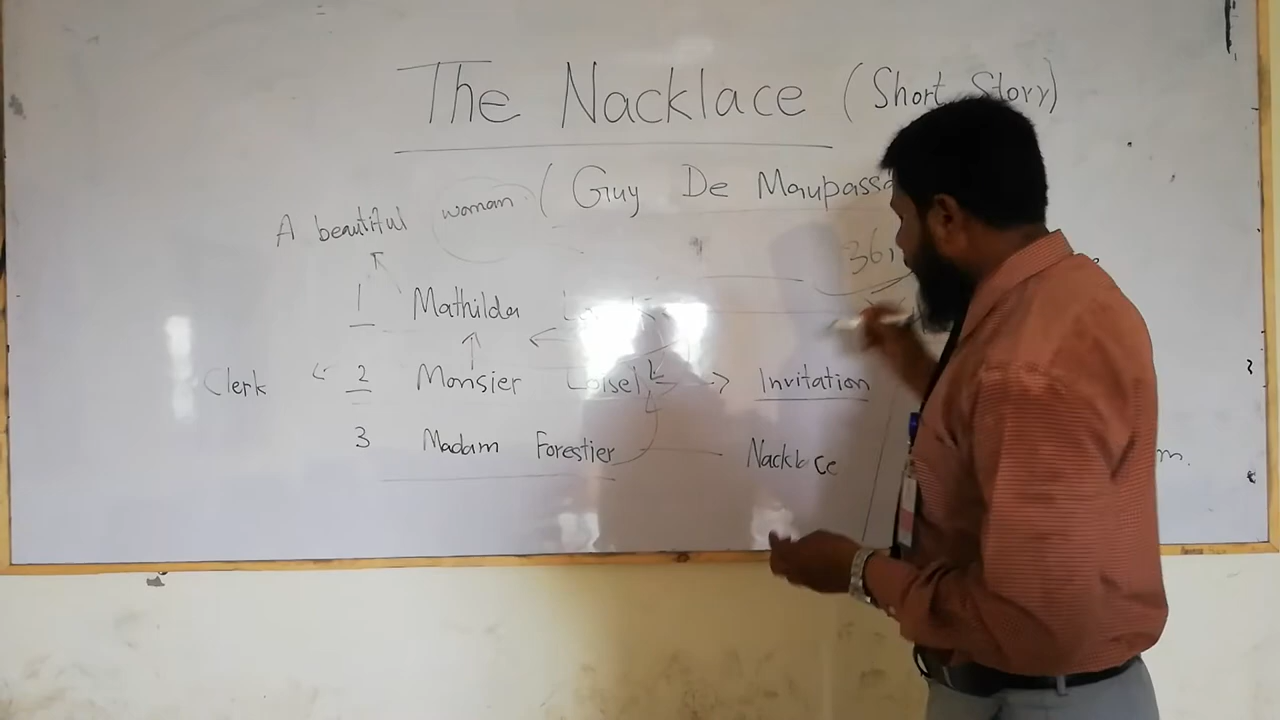 The Nacklace (Short Story)
(Guy De Maupassa
A beautiful woman
36,
1 Mathilda
Clerk 2 Monsier Loisel Invitation
3 Madam Forestier Nacklace
m.